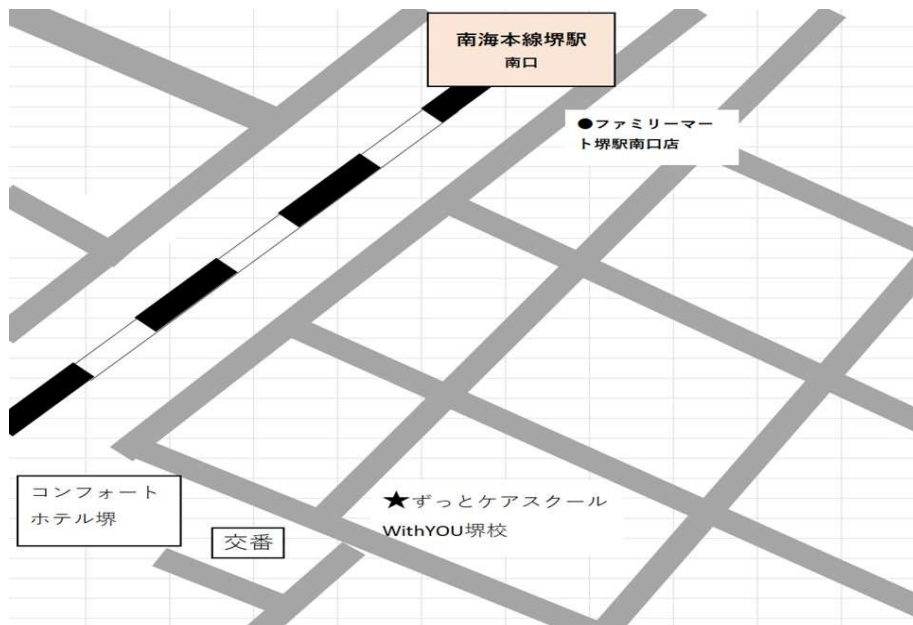 南海本線堺駅
南口
●ファミリーマー
ト堺駅南口店
コンフォート
ホテル堺
★ずっとケアスクール
WithYOU堺校
交番